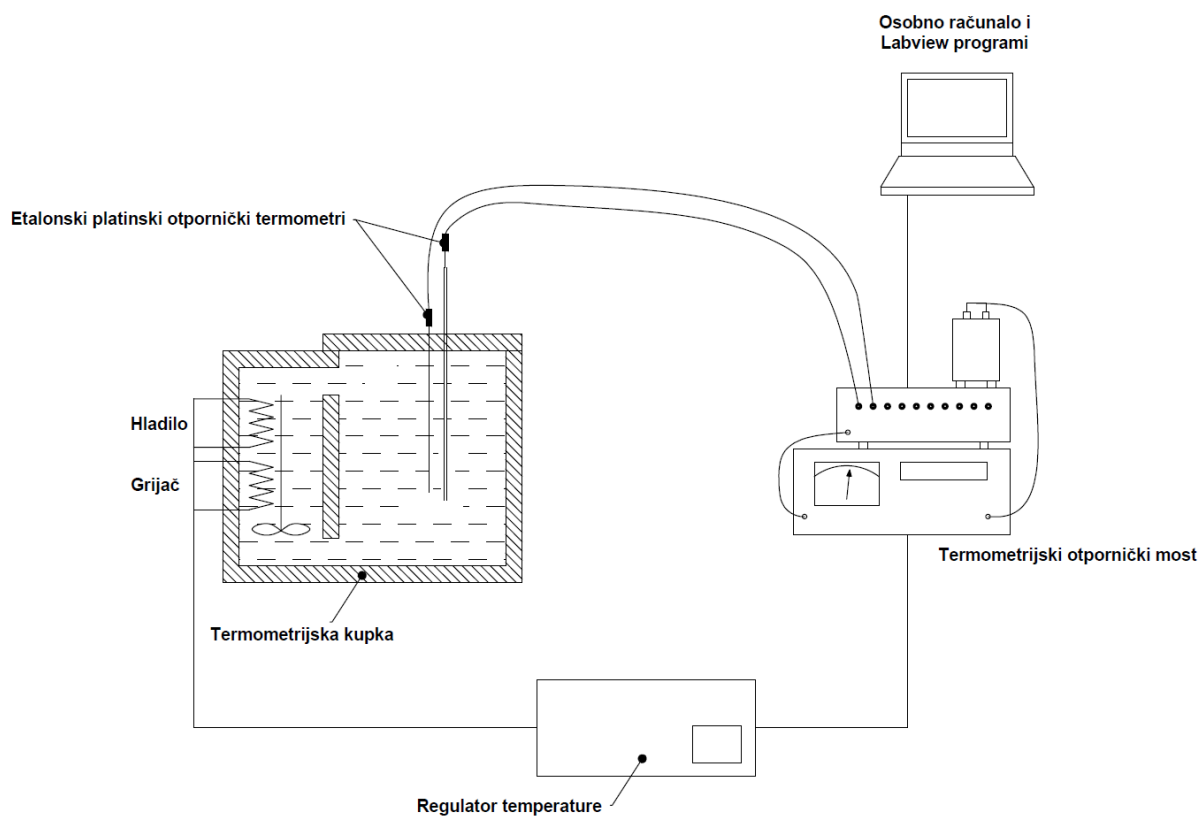 Osobno računalo i
Labview programi
Etalonski platinski otpornički termometri
Hladilo
Grijač
Termometrijski otpornički most
Termometrijska kupka
Regulator temperature